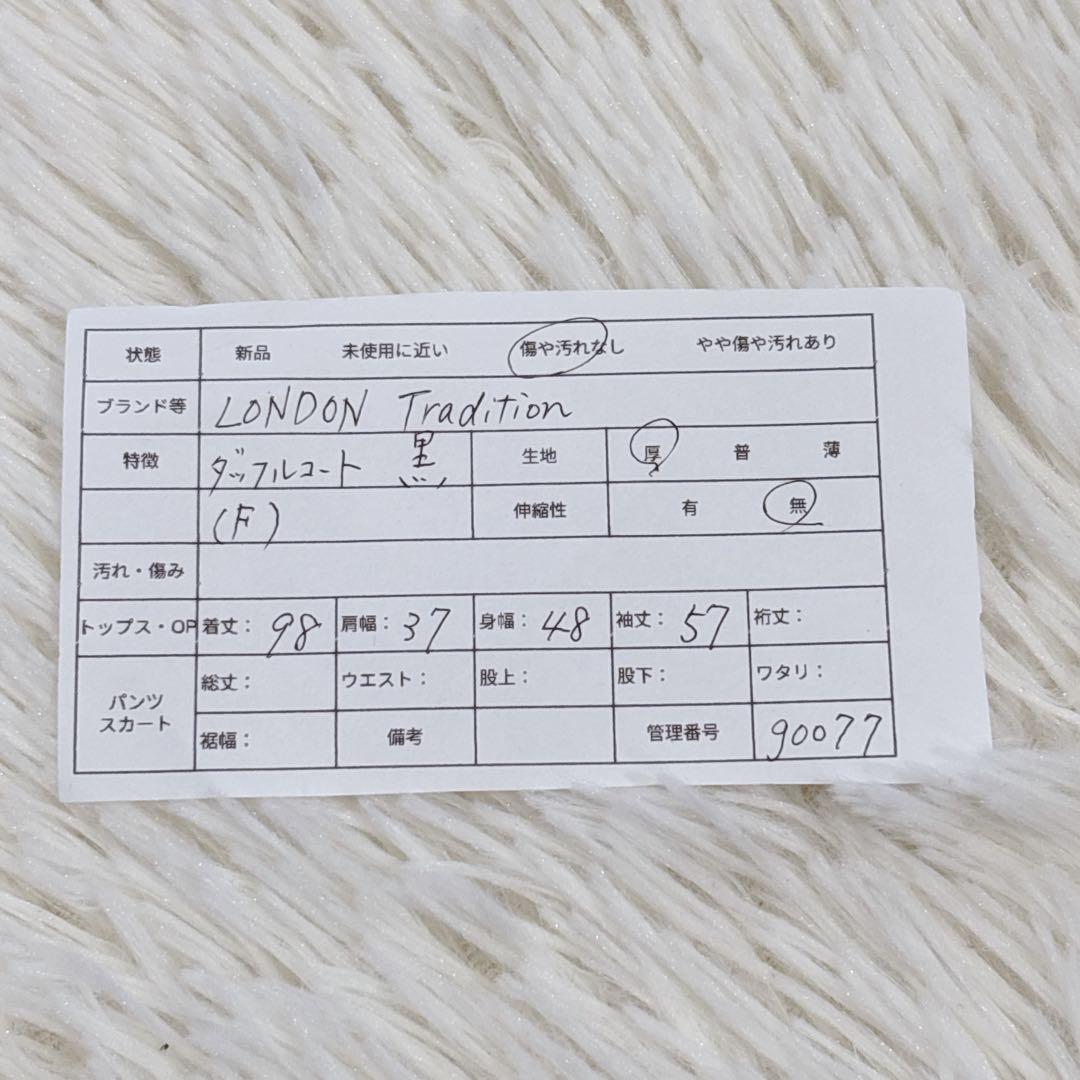 状態 新品 未使用に近い 傷や汚れなし やや傷や汚れあり
ブランド等 LONDON Tradition
特徴 ダッフルコート 黒 生地 厚 普 薄
(F) 伸縮性 有 無
汚れ・傷み
トップス・OP 着丈: 98 肩幅: 37 身幅: 48 袖丈: 57 裄丈:
パンツ スカート 総丈: ウエスト: 股上: 股下: ワタリ:
裾幅: 備考 管理番号 90077